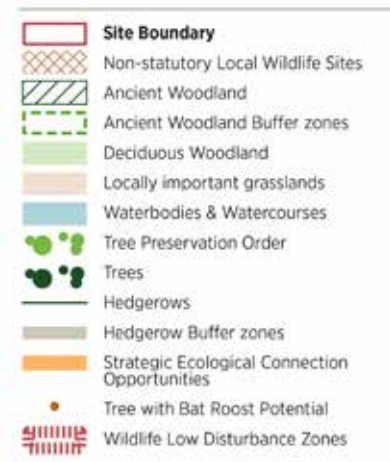 Site Boundary
Non-statutory Local Wildlife Sites
Ancient Woodland
Ancient Woodland Buffer zones
Deciduous Woodland
Locally important grasslands
Waterbodies & Watercourses
Tree Preservation Order
Trees
Hedgerows
Hedgerow Buffer zones
Strategic Ecological Connection
Opportunities
Tree with Bat Roost Potential
Wildlife Low Disturbance Zones